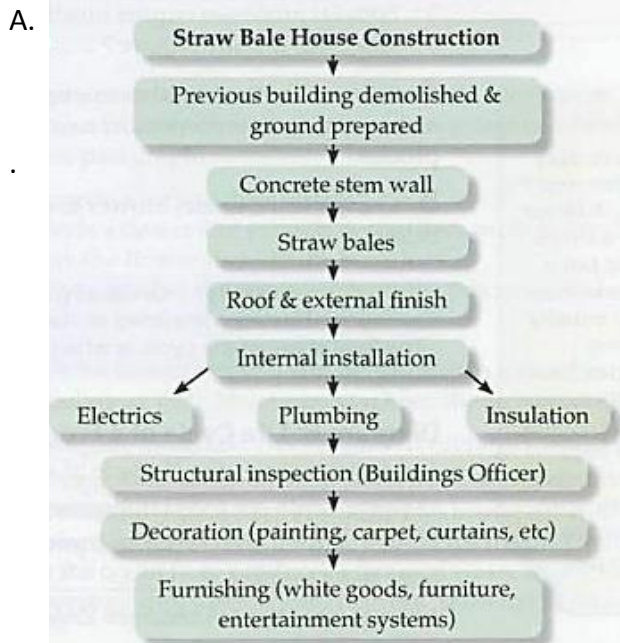 A.
Straw Bale House Construction
Previous building demolished &
ground prepared
.
Concrete stem wall
Straw bales
Roof & external finish
Internal installation
Electrics Plumbing Insulation
Structural inspection (Buildings Officer)
Decoration (painting, carpet, curtains, etc)
Furnishing (white goods, furniture,
entertainment systems)